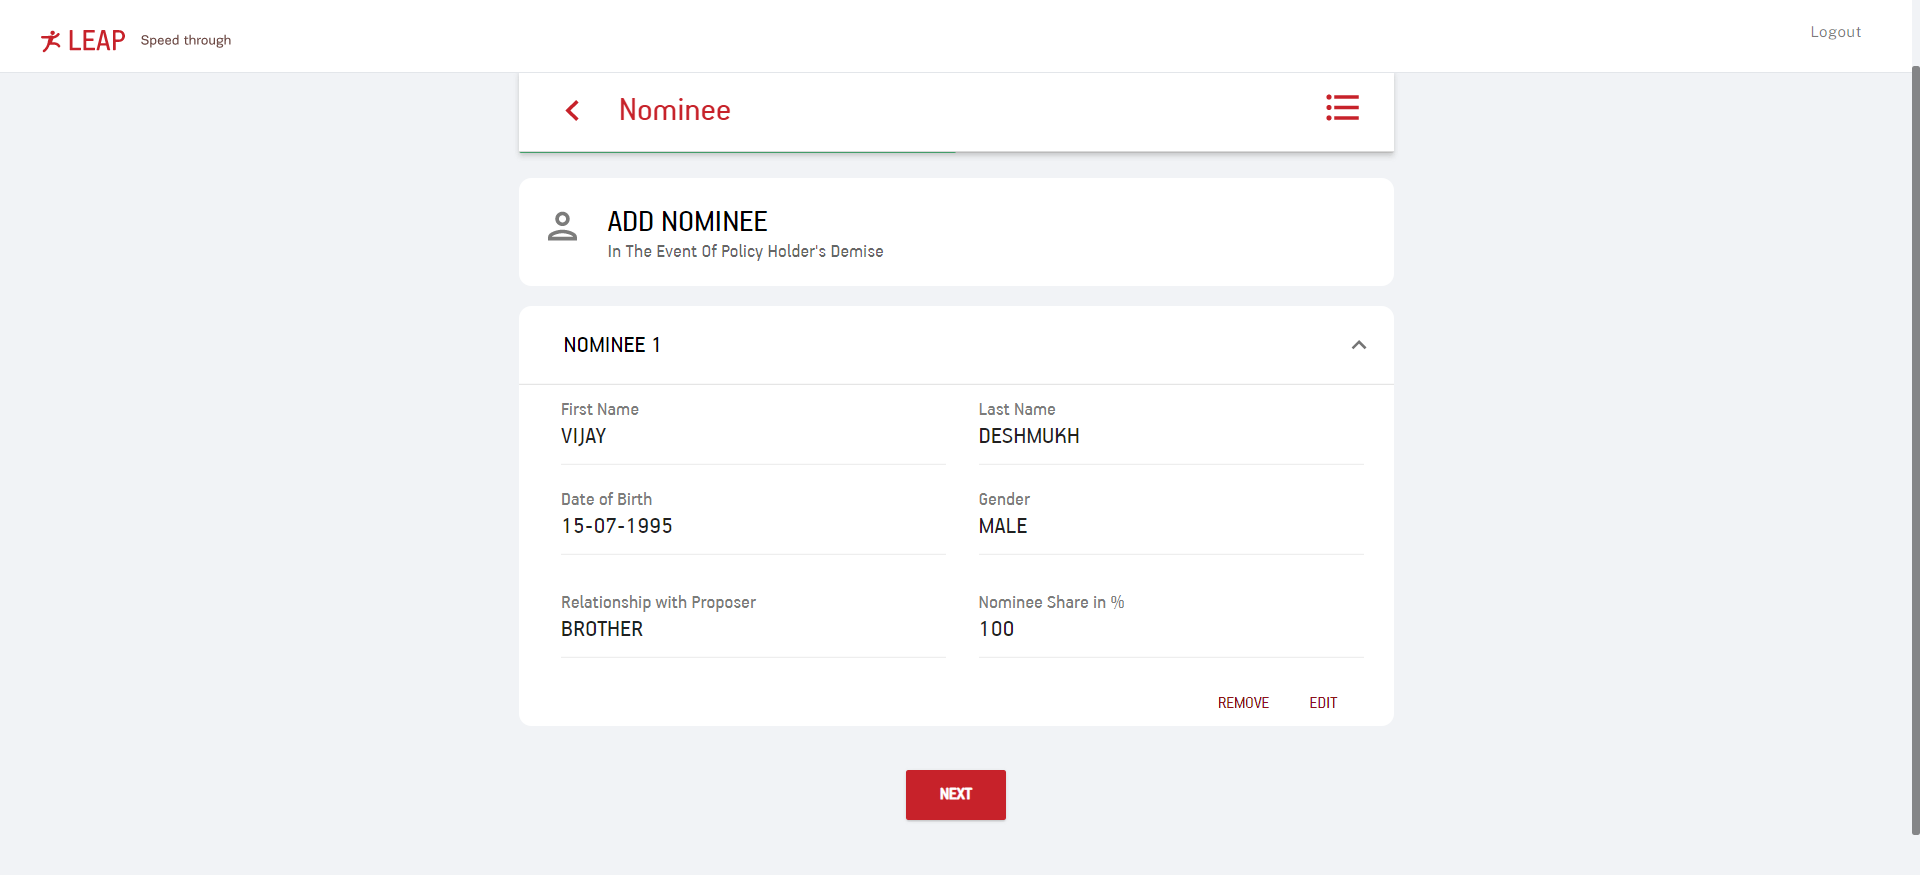 LEAP Speed through
Logout
Nominee
ADD NOMINEE
In The Event Of Policy Holder's Demise
NOMINEE 1
First Name
VIJAY
Last Name
DESHMUKH
Date of Birth
15-07-1995
Gender
MALE
Relationship with Proposer
BROTHER
Nominee Share in %
100
REMOVE EDIT
NEXT